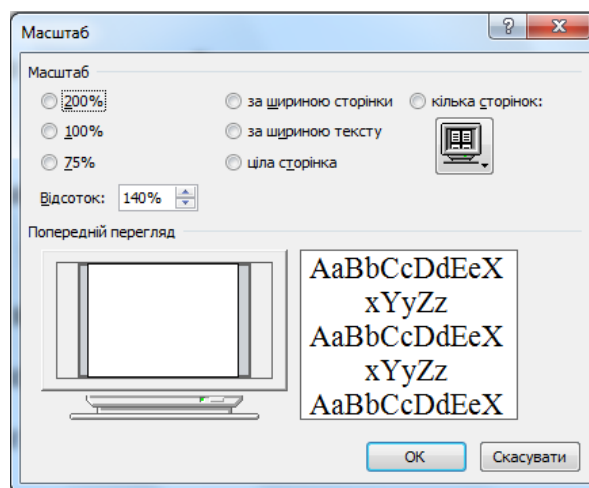 Масштаб
Масштаб
200% за шириною сторінки кілька сторінок:
100% за шириною тексту
75% ціла сторінка
Відсоток: 140%
Попередній перегляд
AaBbCcDdEeX
xYyZz
AaBbCcDdEeX
xYyZz
AaBbCcDdEeX
ОК Скасувати